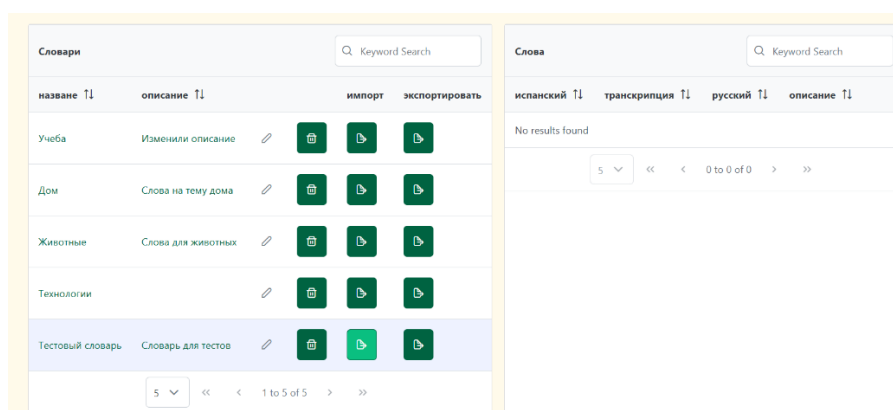 Словари
Keyword Search
назване описание импорт экспортировать
Учеба Изменили описание
Дом Слова на тему дома
Животные Слова для животных
Технологии
Тестовый словарь Словарь для тестов
5 << < 1 to 5 of 5 > >>
Слова
Keyword Search
испанский транскрипция русский описание
No results found
5 << < 0 to 0 of 0 > >>